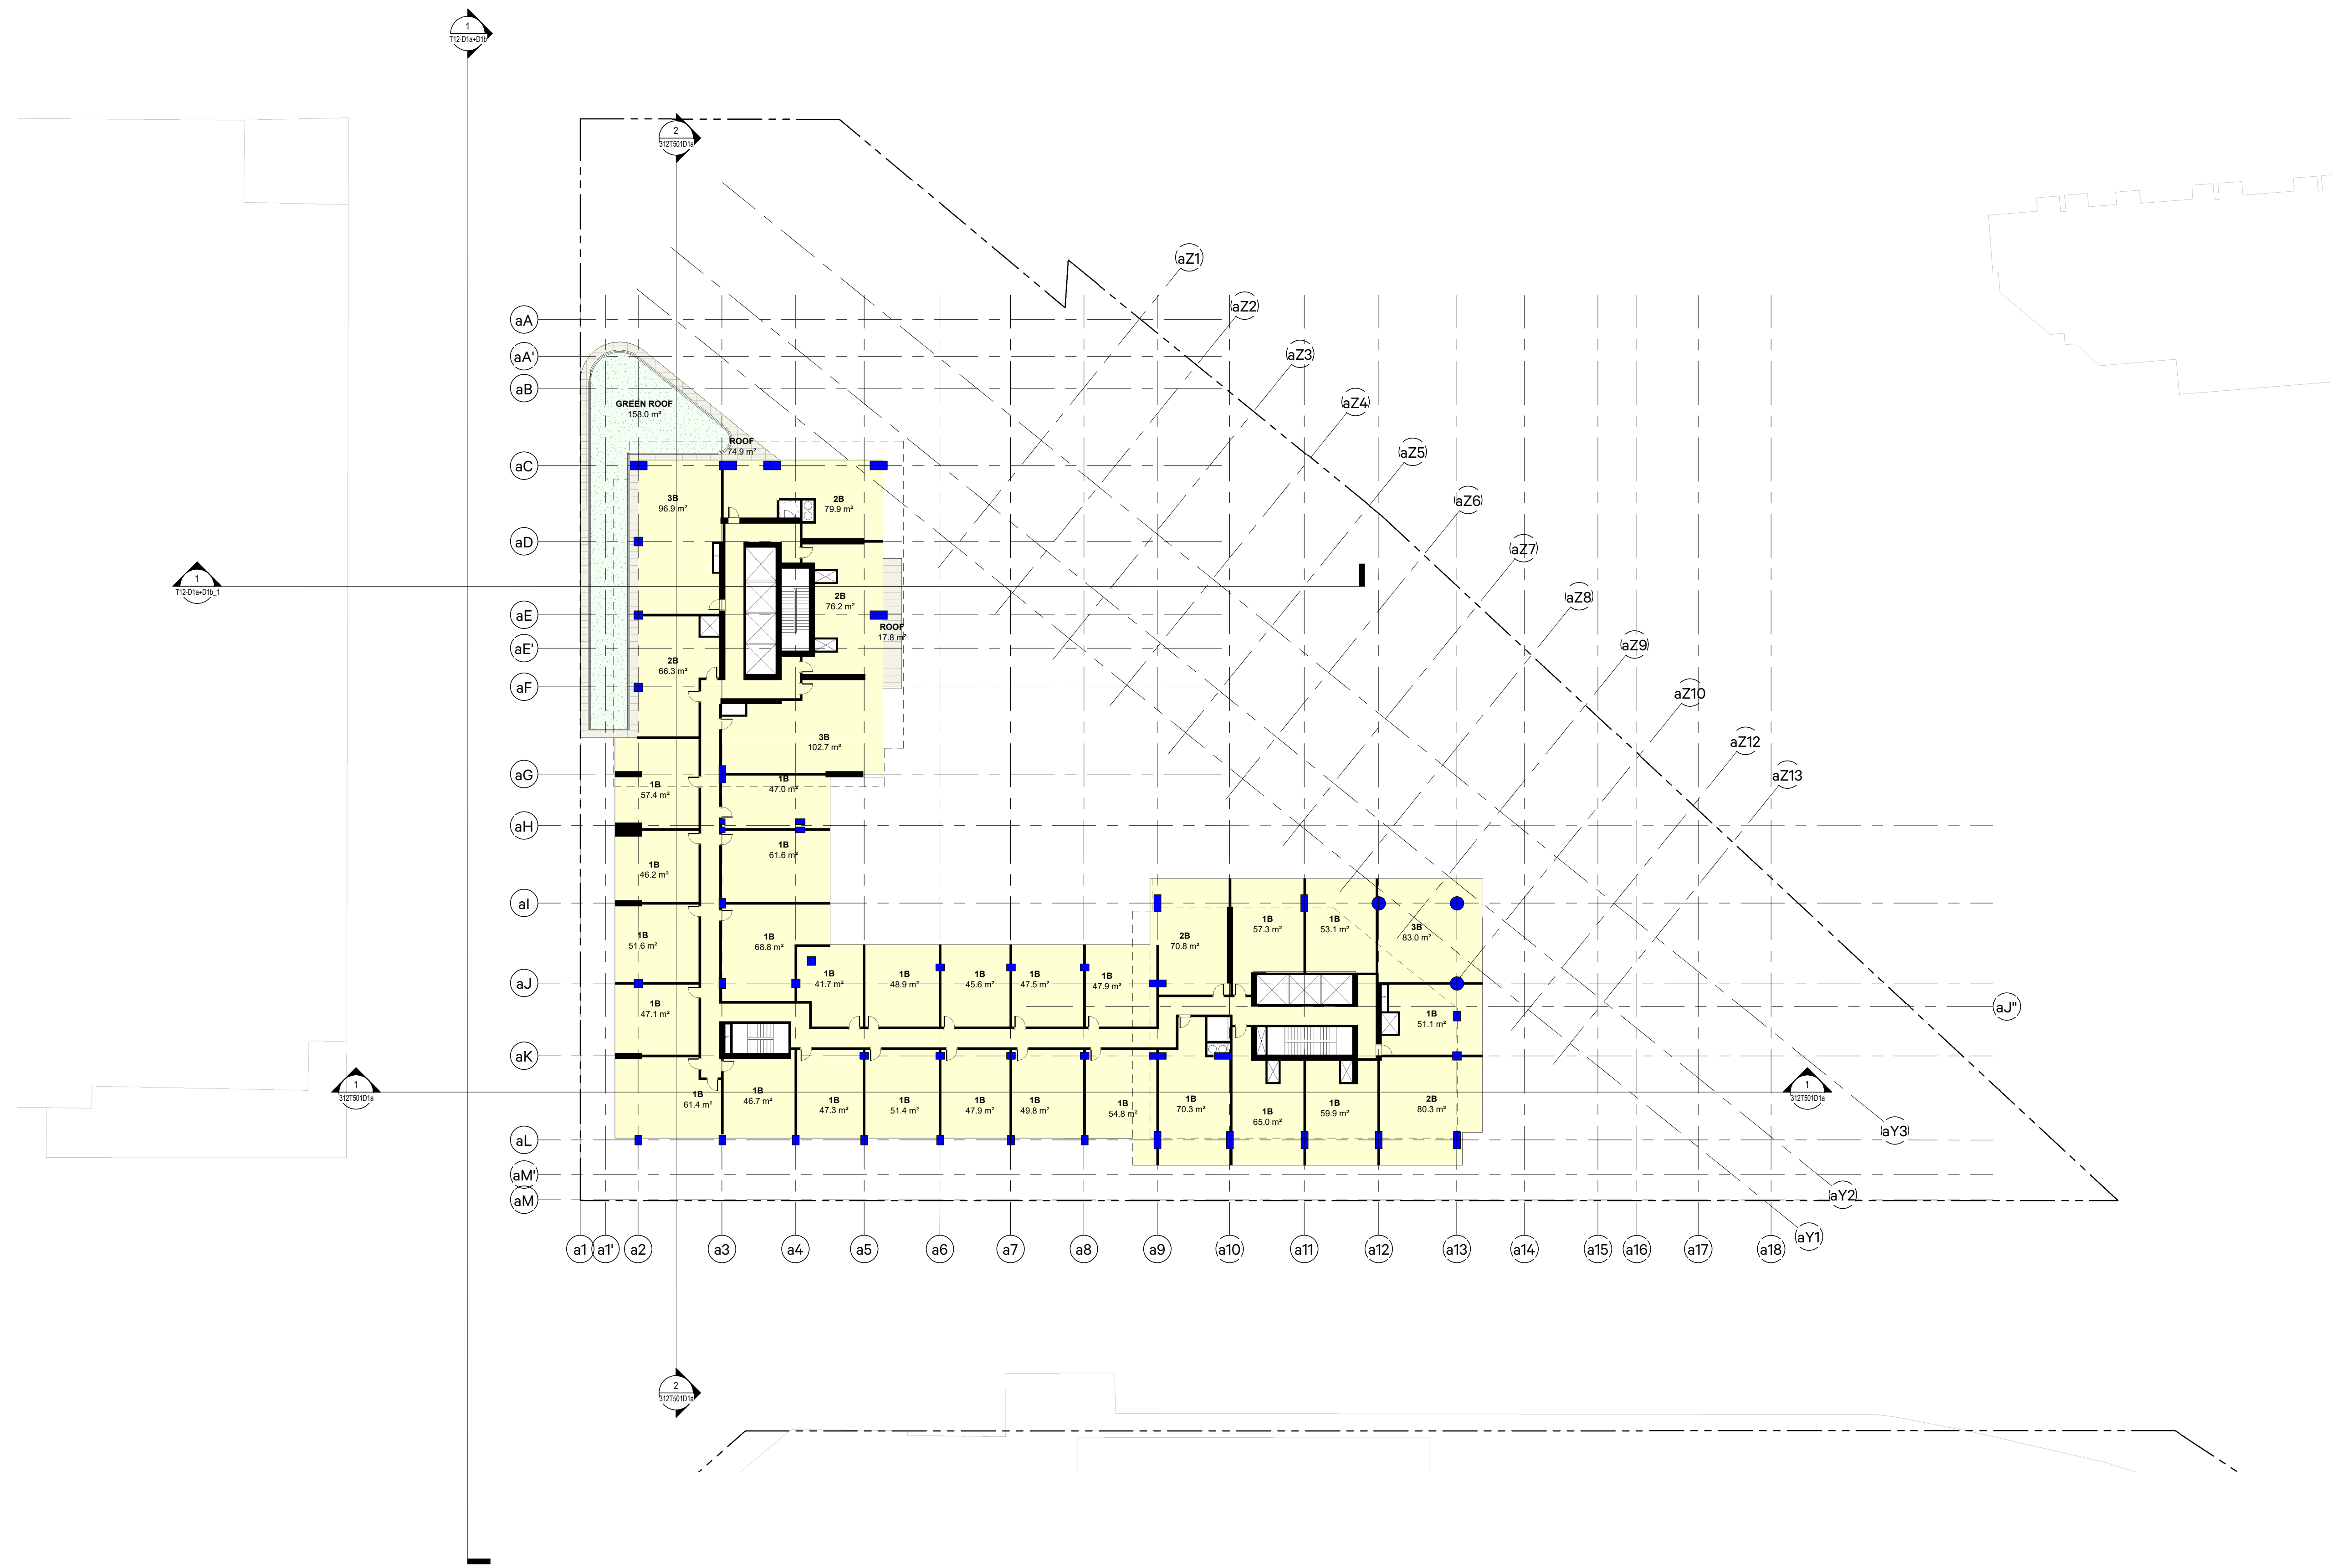 1
T12-D1a+D1b
2
312T501D1a
aZ1
aZ2
aA
aZ3
aA'
aB
aZ4
GREEN ROOF
158.0 m²
ROOF
74.9 m²
aZ5
aC
3B
96.9 m²
2B
79.9 m²
aZ6
aD
aZ7
1
T12-D1a+D1b_1
2B
76.2 m²
aZ8
aE
ROOF
17.8 m²
aE'
aZ9
2B
66.3 m²
aF
aZ10
3B
102.7 m²
aZ12
aG
aZ13
1B
47.0 m²
1B
57.4 m²
aH
1B
61.6 m²
1B
46.2 m²
aI
1B
57.3 m²
1B
53.1 m²
3B
83.0 m²
1B
51.6 m²
1B
68.8 m²
2B
70.8 m²
aJ
1B
41.7 m²
1B
48.9 m²
1B
45.6 m²
1B
47.5 m²
1B
47.9 m²
1B
47.1 m²
aJ"
1B
51.1 m²
aK
1
312T501D1a
1
312T501D1a
1B
61.4 m²
1B
46.7 m²
1B
47.3 m²
1B
51.4 m²
1B
47.9 m²
1B
49.8 m²
1B
54.8 m²
1B
70.3 m²
1B
65.0 m²
1B
59.9 m²
2B
80.3 m²
aL
aY3
aM'
aM
aY2
aY1
a1
a1'
a2
a3
a4
a5
a6
a7
a8
a9
a10
a11
a12
a13
a14
a15
a16
a17
a18
2
312T501D1a